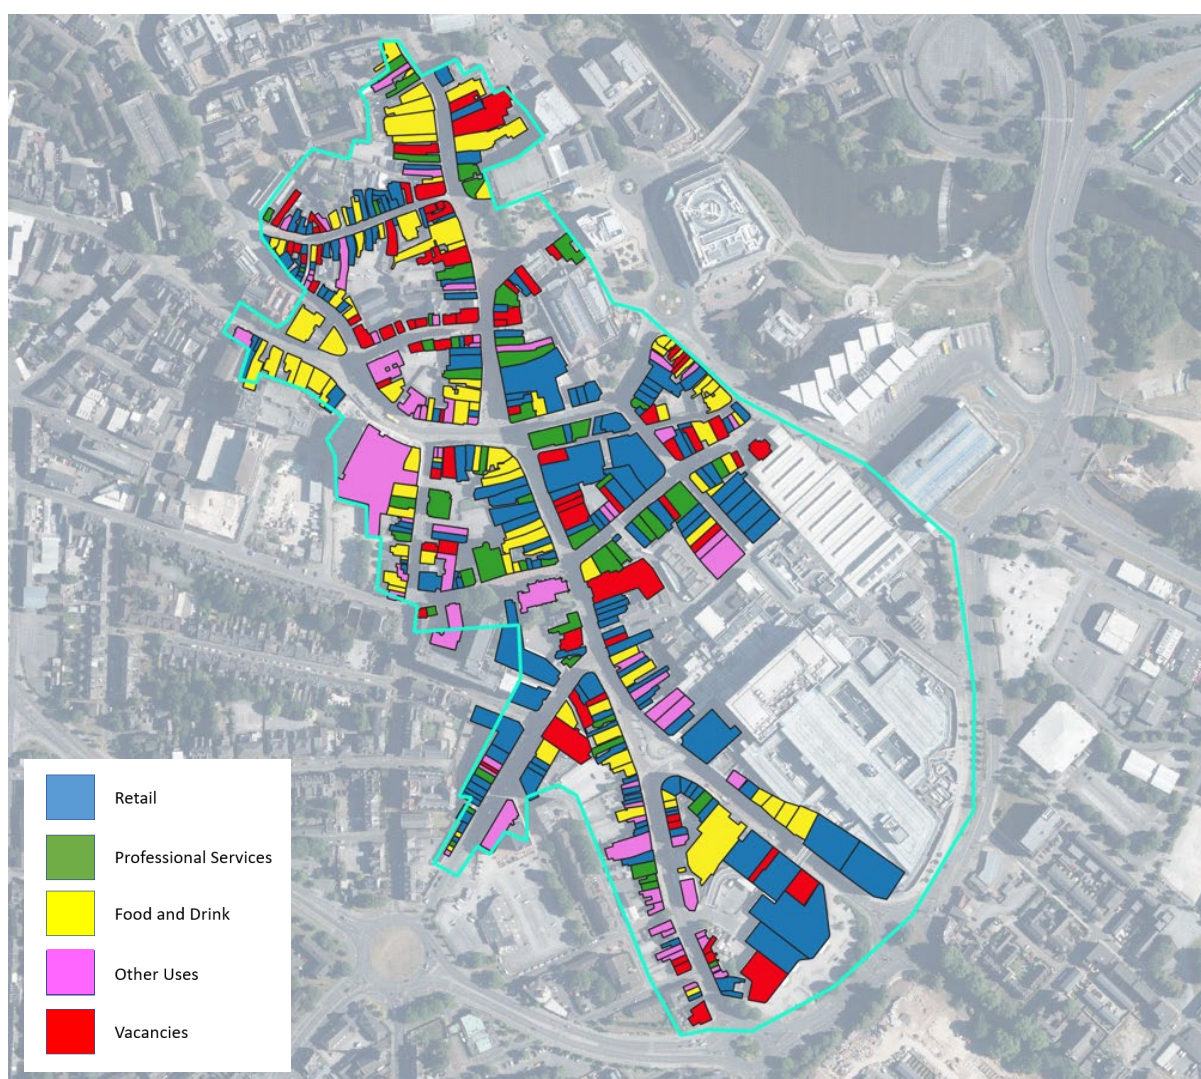 Retail
Professional Services
Food and Drink
Other Uses
Vacancies